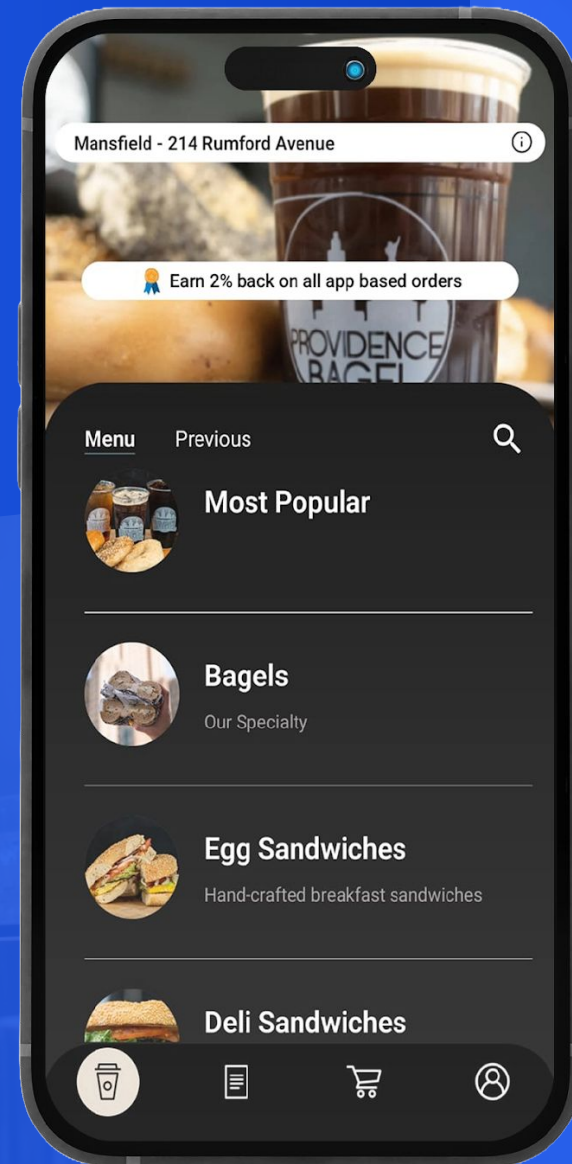 Mansfield - 214 Rumford Avenue
Earn 2% back on all app based orders
PROVIDENCE
BAGEL
Menu Previous
Most Popular
Bagels
Our Specialty
Egg Sandwiches
Hand-crafted breakfast sandwiches
Deli Sandwiches